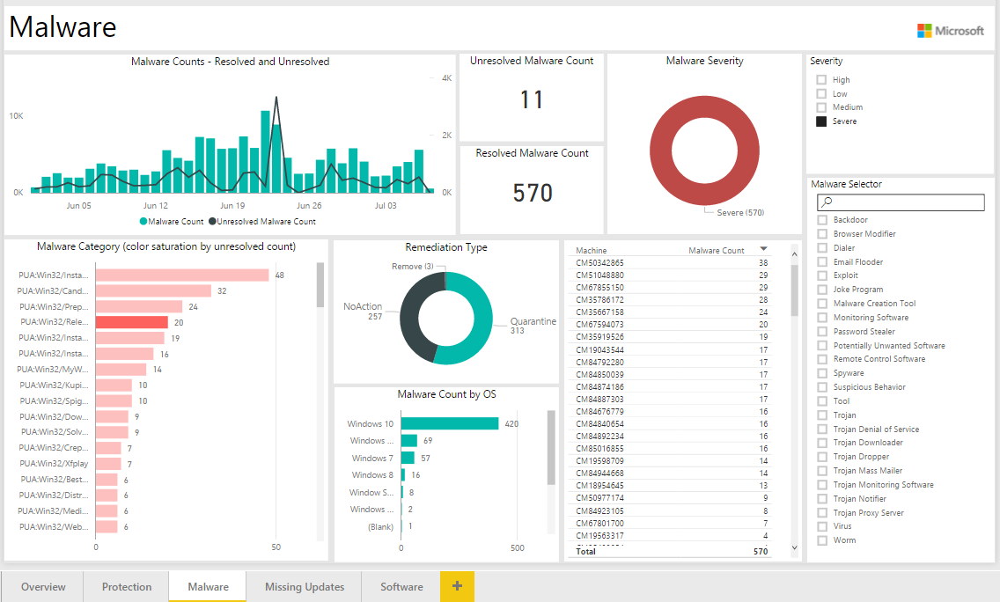 Malware
Microsoft
Malware Counts - Resolved and Unresolved
4K
10K
2K
0K
0K
Jun 05
Jun 12
Jun 19
Jun 26
Jul 03
Malware Count
Unresolved Malware Count
Unresolved Malware Count
11
Resolved Malware Count
570
Malware Severity
Severe (570)
Severity
High
Low
Medium
Severe
Malware Selector
Backdoor
Browser Modifier
Dialer
Email Flooder
Exploit
Joke Program
Malware Creation Tool
Monitoring Software
Password Stealer
Potentially Unwanted Software
Remote Control Software
Spyware
Suspicious Behavior
Tool
Trojan
Trojan Denial of Service
Trojan Downloader
Trojan Dropper
Trojan Mass Mailer
Trojan Monitoring Software
Trojan Notifier
Trojan Proxy Server
Virus
Worm
Malware Category (color saturation by unresolved count)
PUA:Win32/Insta... 48
PUA:Win32/Cand... 32
PUA:Win32/Prep... 24
PUA:Win32/Rele... 20
PUA:Win32/Insta... 19
PUA:Win32/Insta... 16
PUA:Win32/MyW... 14
PUA:Win32/Kupi... 10
PUA:Win32/Spig... 10
PUA:Win32/Dow... 9
PUA:Win32/Solv... 9
PUA:Win32/Crep... 7
PUA:Win32/Xfplay 7
PUA:Win32/Best... 6
PUA:Win32/Distr... 6
PUA:Win32/Medi... 6
PUA:Win32/Web... 6
0 50
Remediation Type
Remove (3)
NoAction
257
Quarantine
313
Malware Count by OS
Windows 10 420
Windows ... 69
Windows 7 57
Windows 8 16
Window S... 8
Windows ... 2
(Blank) 1
0 500
Machine Malware Count
CM50342865 38
CM51048880 29
CM67855150 29
CM35786172 28
CM35667158 24
CM67594073 20
CM35919526 19
CM19043544 17
CM84792280 17
CM84850039 17
CM84874186 17
CM84887303 17
CM84676779 16
CM84840654 16
CM84892234 16
CM85016855 16
CM19598709 14
CM84944668 14
CM18954645 13
CM50977174 9
CM84923105 8
CM67801700 7
CM19563317 4
Total 570
Overview
Protection
Malware
Missing Updates
Software
+